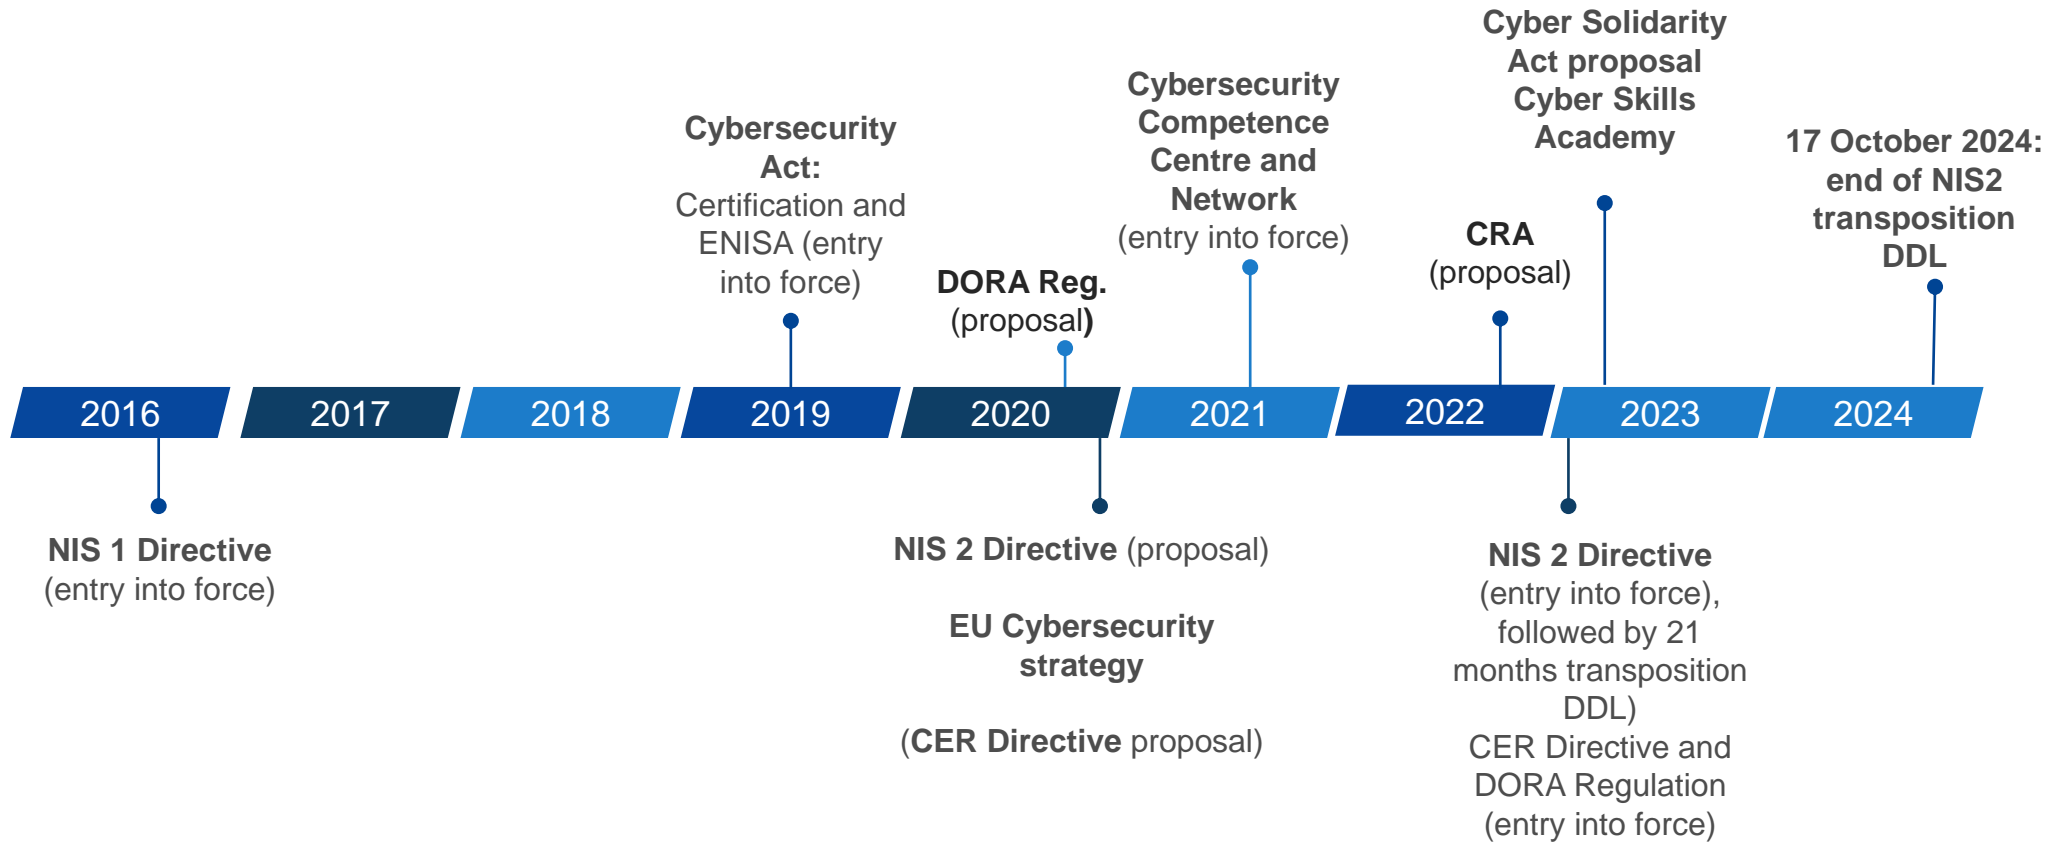 Cybersecurity
Act:
Certification and
ENISA (entry
into force)
DORA Reg.
(proposal)
Cybersecurity
Competence
Centre and
Network
(entry into force)
CRA
(proposal)
Cyber Solidarity
Act proposal
Cyber Skills
Academy
17 October 2024:
end of NIS2
transposition
DDL
2016
2017
2018
2019
2020
2021
2022
2023
2024
NIS 1 Directive
(entry into force)
NIS 2 Directive (proposal)
EU Cybersecurity
strategy
(CER Directive proposal)
NIS 2 Directive
(entry into force),
followed by 21
months transposition
DDL)
CER Directive and
DORA Regulation
(entry into force)